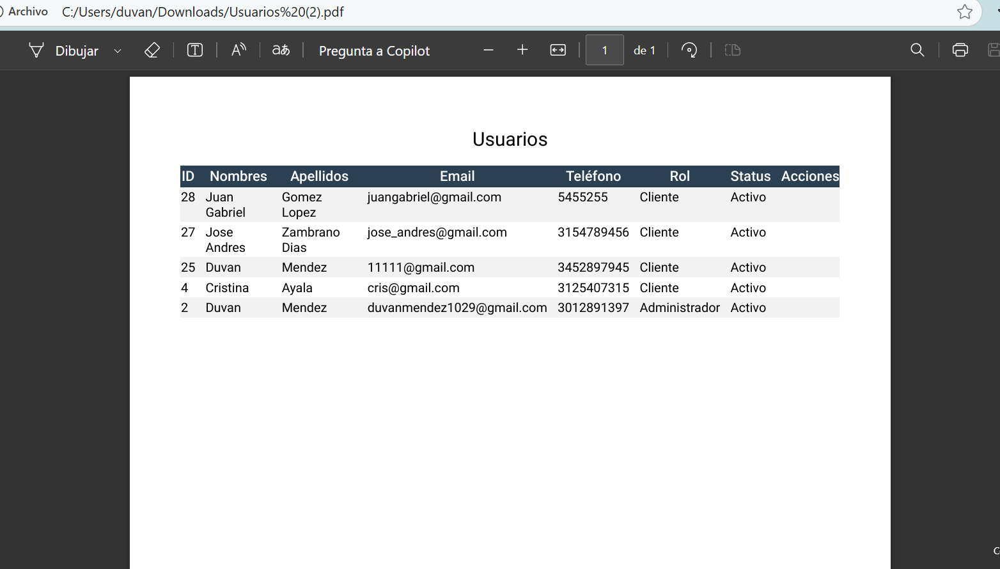 Archivo C:/Users/duvan/Downloads/Usuarios%20(2).pdf
Dibujar T A aあ Pregunta a Copilot 1 de 1
Usuarios
ID Nombres Apellidos Email Teléfono Rol Status Acciones
28 Juan Gabriel Gomez Lopez juangabriel@gmail.com 5455255 Cliente Activo
27 Jose Andres Zambrano Dias jose_andres@gmail.com 3154789456 Cliente Activo
25 Duvan Mendez 11111@gmail.com 3452897945 Cliente Activo
4 Cristina Ayala cris@gmail.com 3125407315 Cliente Activo
2 Duvan Mendez duvanmendez1029@gmail.com 3012891397 Administrador Activo